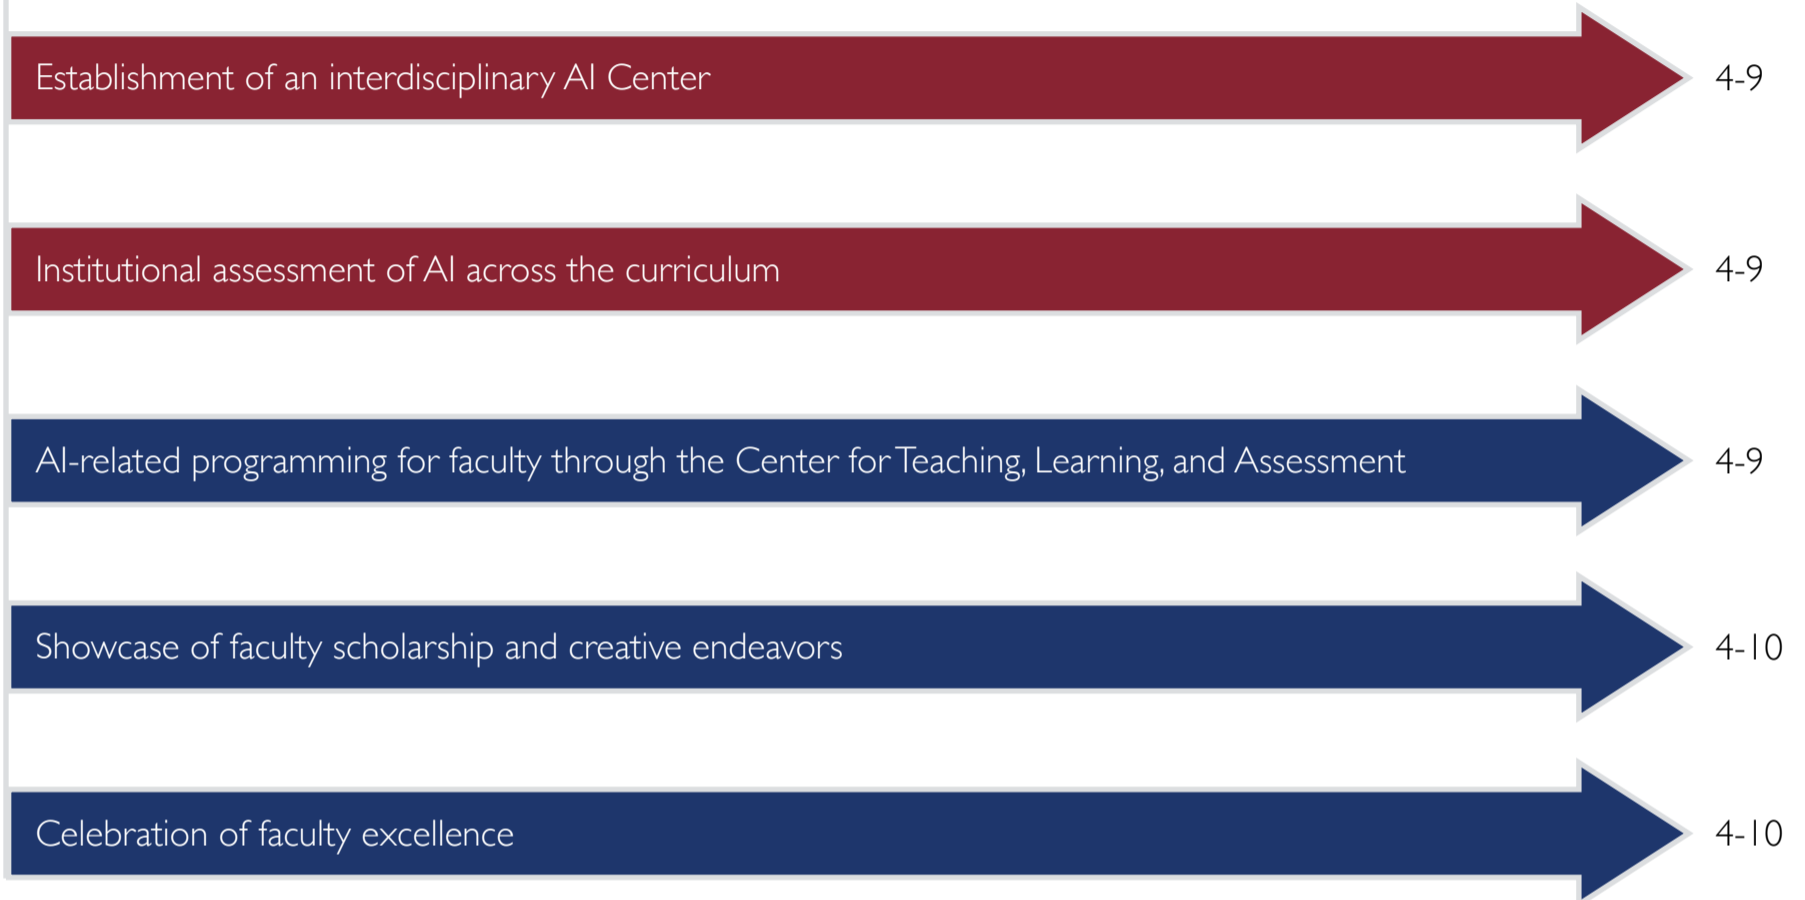 Establishment of an interdisciplinary AI Center 4-9
Institutional assessment of AI across the curriculum 4-9
AI-related programming for faculty through the Center for Teaching, Learning, and Assessment 4-9
Showcase of faculty scholarship and creative endeavors 4-10
Celebration of faculty excellence 4-10